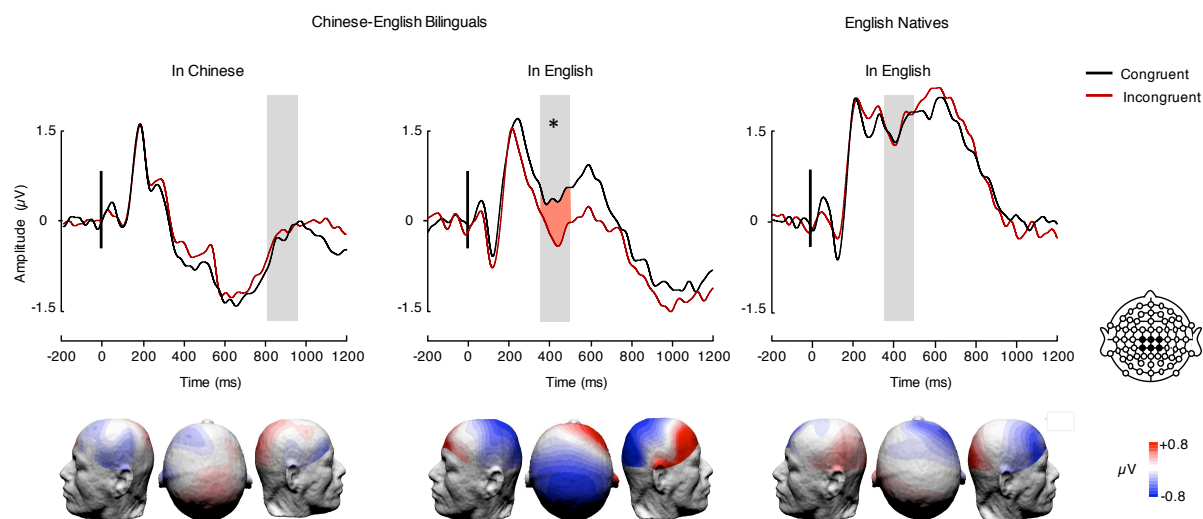 Chinese-English Bilinguals
English Natives
In Chinese
In English
In English
Congruent
Incongruent
*
Amplitude (µV)
1.5
0
-1.5
1.5
0
-1.5
1.5
0
-1.5
-200 0 200 400 600 800 1000 1200
-200 0 200 400 600 800 1000 1200
-200 0 200 400 600 800 1000 1200
Time (ms)
Time (ms)
Time (ms)
µV
+0.8
-0.8